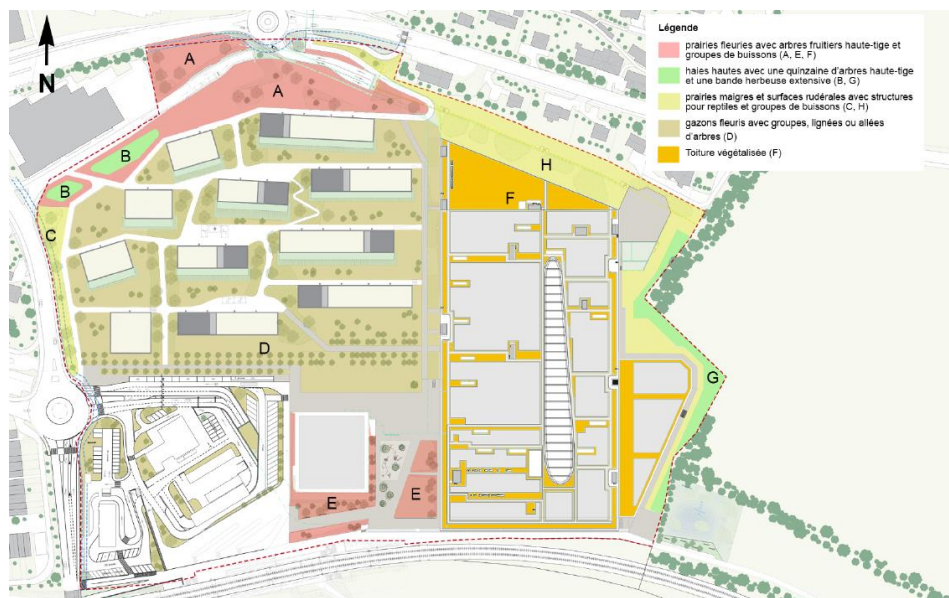 Légende
prairies fleuries avec arbres fruitiers haute-tige et
groupes de buissons (A, E, F)
haies hautes avec une quinzaine d'arbres haute-tige
et une bande herbeuse extensive (B, G)
prairies maigres et surfaces rudérales avec structures
pour reptiles et groupes de buissons (C, H)
gazons fleuris avec groupes, lignées ou allées
d'arbres (D)
Toiture végétalisée (F)
N
A
A
B
B
H
F
C
D
G
E
E